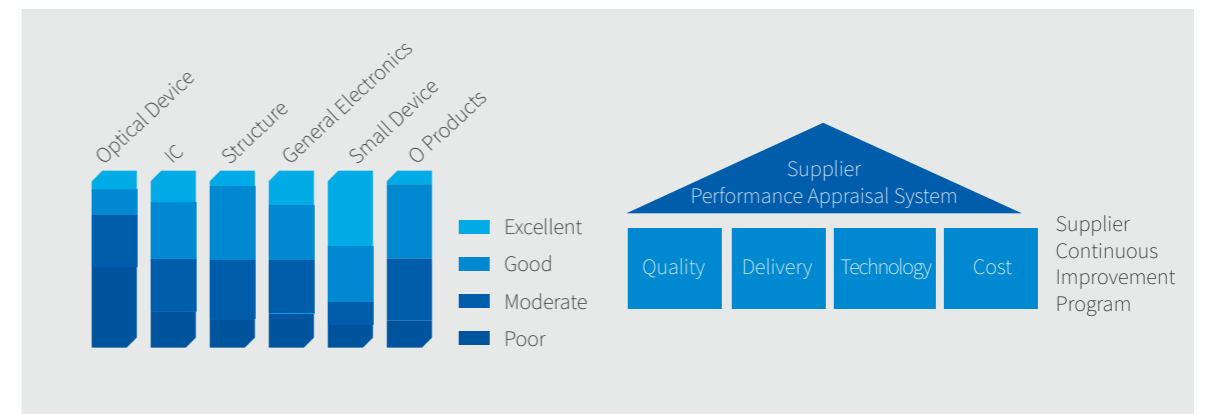 Optical Device
IC
Structure
General Electronics
Small Device
O Products
Excellent
Good
Moderate
Poor
Supplier
Performance Appraisal System
Quality
Delivery
Technology
Cost
Supplier
Continuous
Improvement
Program